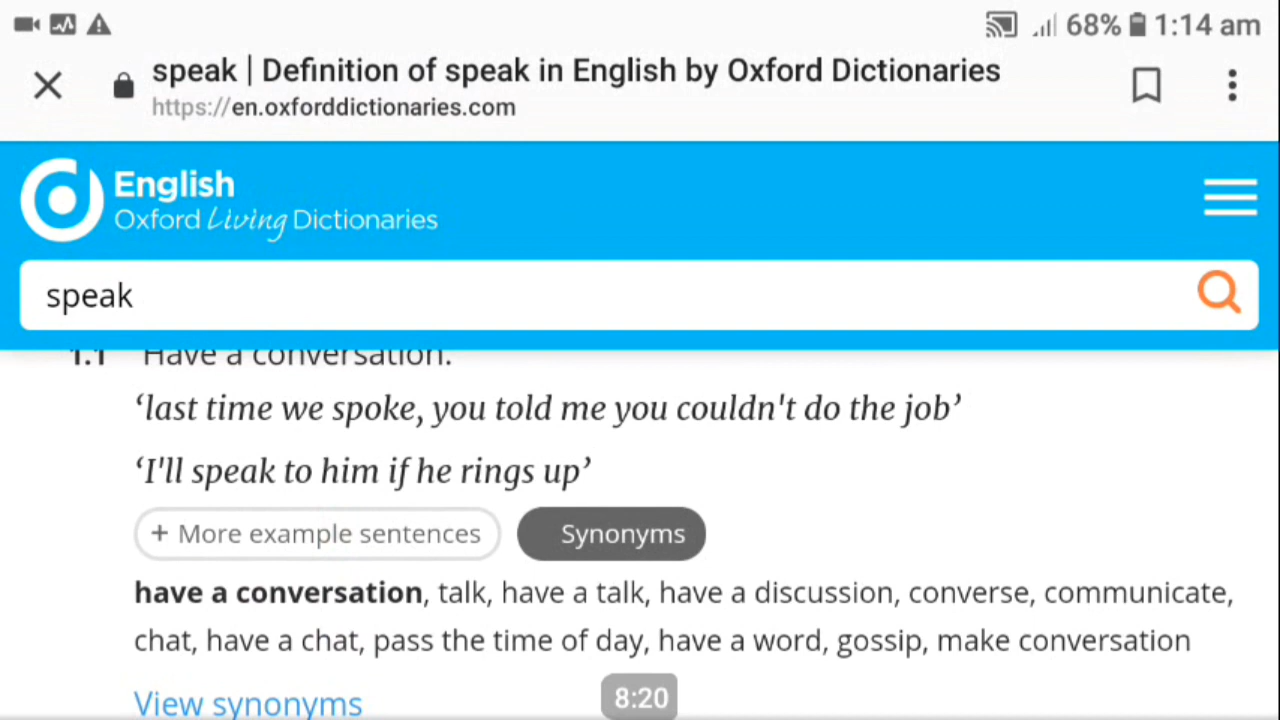 68% 1:14 am
speak | Definition of speak in English by Oxford Dictionaries
https://en.oxforddictionaries.com
English
Oxford Living Dictionaries
speak
1.1 Have a conversation.
‘last time we spoke, you told me you couldn't do the job’
‘I'll speak to him if he rings up’
+ More example sentences Synonyms
have a conversation, talk, have a talk, have a discussion, converse, communicate,
chat, have a chat, pass the time of day, have a word, gossip, make conversation
View synonyms
8:20